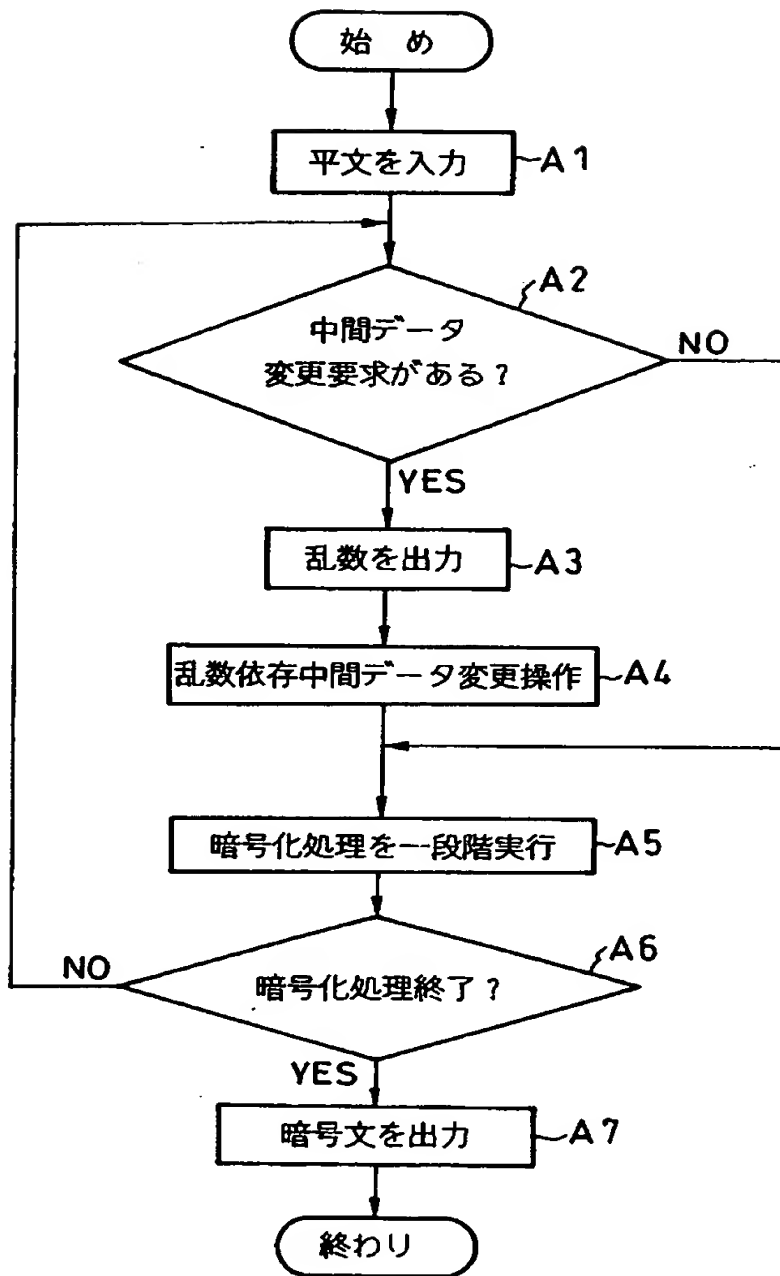 始 め
平文を入力
A1
A2
中間データ
変更要求がある?
NO
YES
乱数を出力
A3
乱数依存中間データ変更操作
A4
暗号化処理を一段階実行
A5
A6
NO
暗号化処理終了?
YES
暗号文を出力
A7
終わり